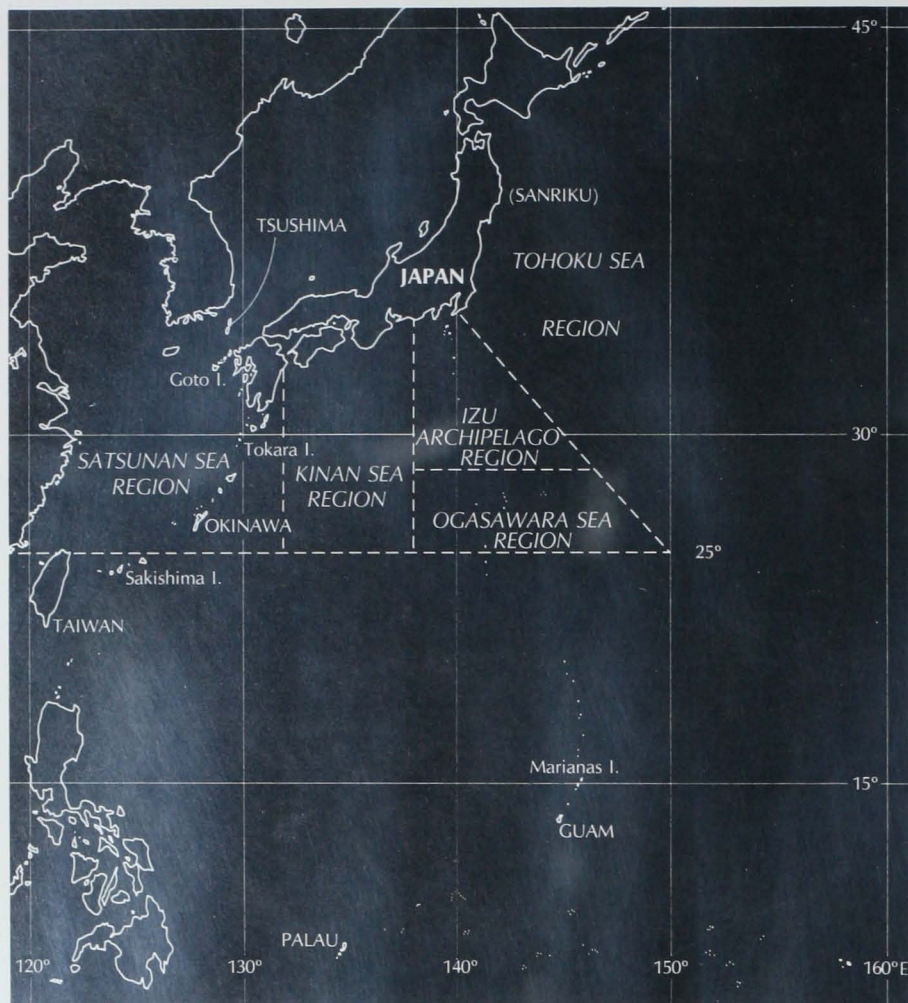 45°
(SANRIKU)
TSUSHIMA
TOHOKU SEA
REGION
JAPAN
Goto I.
IZU
ARCHIPELAGO
REGION
30°
Tokara I.
SATSUNAN SEA
REGION
KINAN SEA
REGION
OKINAWA
OGASAWARA SEA
REGION
25°
Sakishima I.
TAIWAN
Marianas I.
15°
GUAM
PALAU
120°
130°
140°
150°
160°E